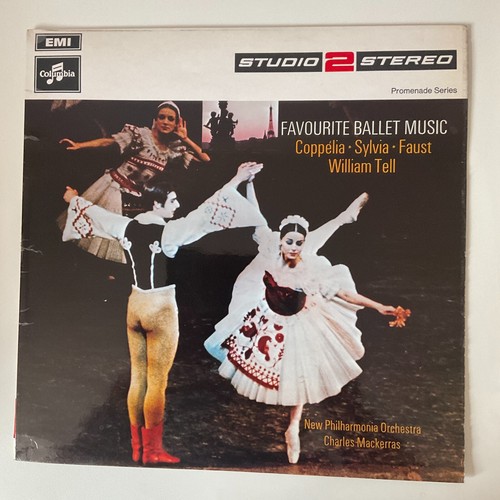 EMI
Columbia
STUDIO 2 STEREO
Promenade Series
FAVOURITE BALLET MUSIC
Coppélia · Sylvia · Faust
William Tell
New Philharmonia Orchestra
Charles Mackerras